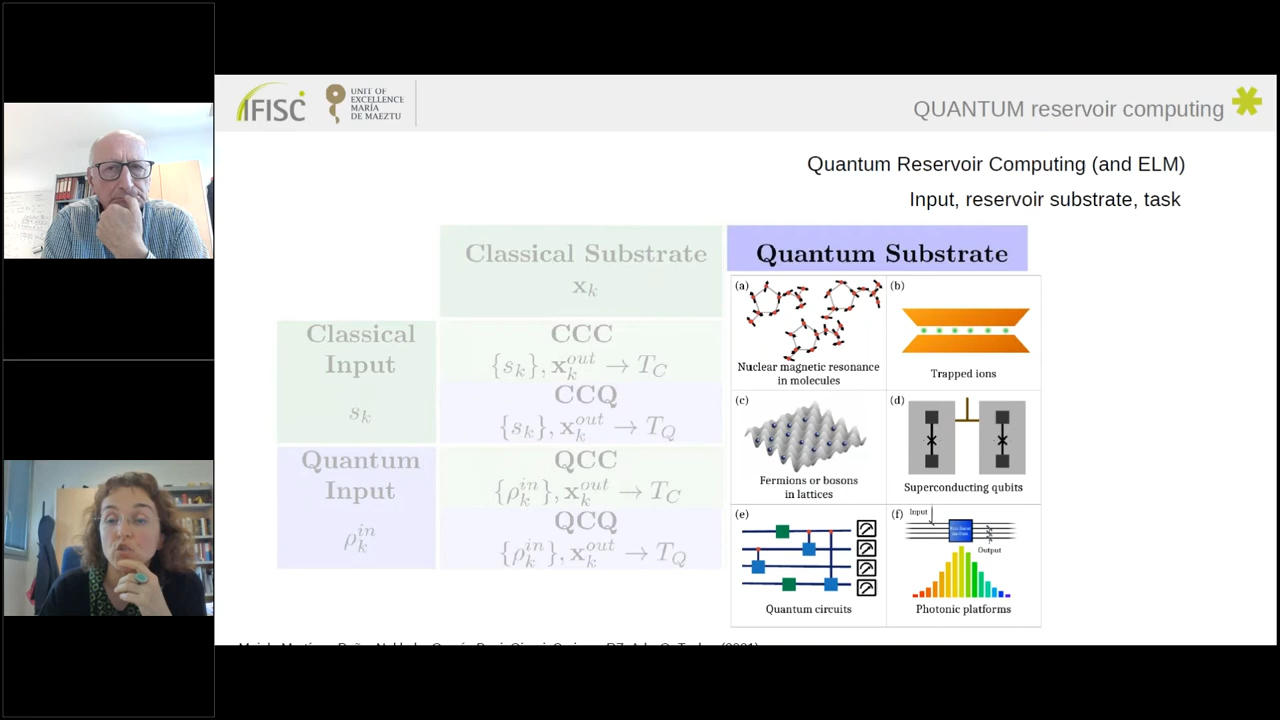 IFISC
UNIT OF
EXCELLENCE
MARÍA
DE MAEZTU
QUANTUM reservoir computing
Quantum Reservoir Computing (and ELM)
Input, reservoir substrate, task
Classical Substrate
x_k
Quantum Substrate
Classical
Input
s_k
CCC
{s_k}, x_k^{out} → T_C
CCQ
{s_k}, x_k^{out} → T_Q
Quantum
Input
ρ_k^{in}
QCC
{ρ_k^{in}}, x_k^{out} → T_C
QCQ
{ρ_k^{in}}, x_k^{out} → T_Q
(a)
Nuclear magnetic resonance
in molecules
(b)
Trapped ions
(c)
Fermions or bosons
in lattices
(d)
Superconducting qubits
(e)
Quantum circuits
(f)
Input
Output
Photonic platforms